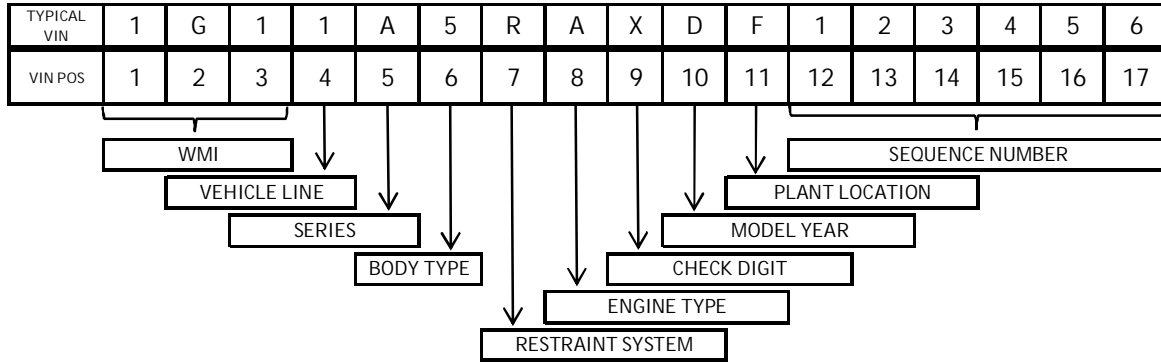 TYPICAL VIN 1 G 1 1 A 5 R A X D F 1 2 3 4 5 6
VIN POS 1 2 3 4 5 6 7 8 9 10 11 12 13 14 15 16 17
WMI SEQUENCE NUMBER
VEHICLE LINE PLANT LOCATION
SERIES MODEL YEAR
BODY TYPE CHECK DIGIT
ENGINE TYPE
RESTRAINT SYSTEM